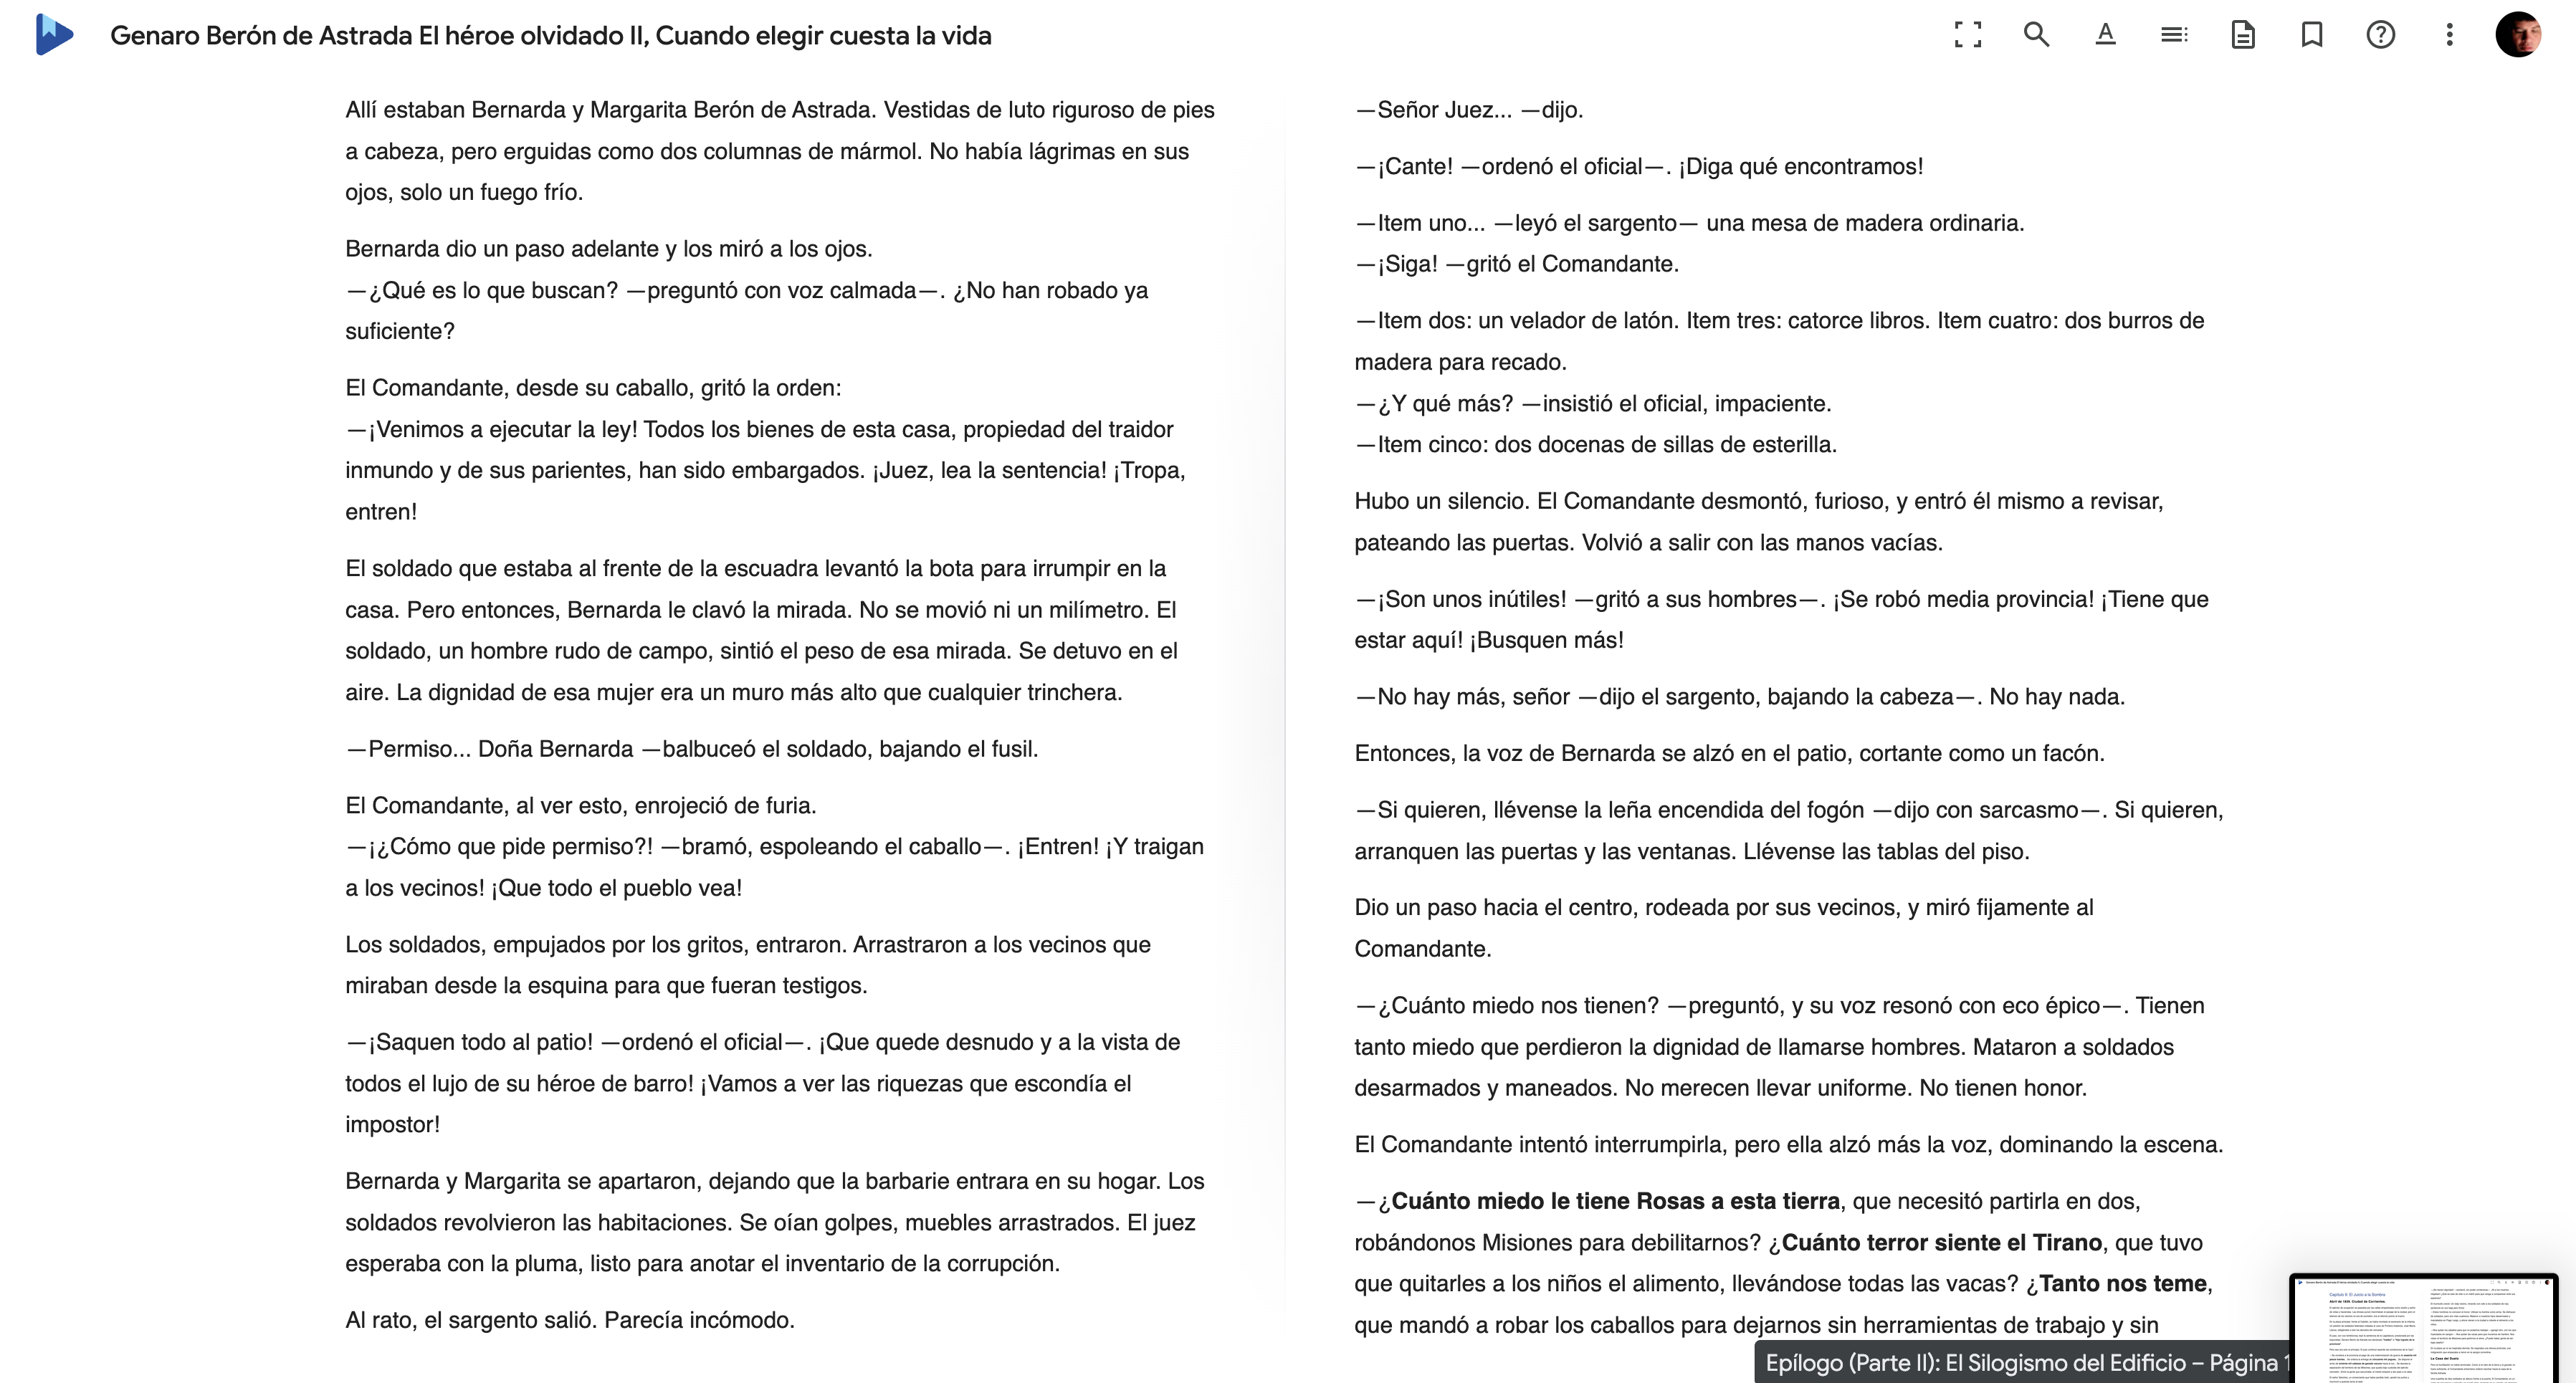 Genaro Berón de Astrada El héroe olvidado II, Cuando elegir cuesta la vida
Allí estaban Bernarda y Margarita Berón de Astrada. Vestidas de luto riguroso de pies
a cabeza, pero erguidas como dos columnas de mármol. No había lágrimas en sus
ojos, solo un fuego frío.
Bernarda dio un paso adelante y los miró a los ojos.
—¿Qué es lo que buscan? —preguntó con voz calmada—. ¿No han robado ya
suficiente?
El Comandante, desde su caballo, gritó la orden:
—¡Venimos a ejecutar la ley! Todos los bienes de esta casa, propiedad del traidor
inmundo y de sus parientes, han sido embargados. ¡Juez, lea la sentencia! ¡Tropa,
entren!
El soldado que estaba al frente de la escuadra levantó la bota para irrumpir en la
casa. Pero entonces, Bernarda le clavó la mirada. No se movió ni un milímetro. El
soldado, un hombre rudo de campo, sintió el peso de esa mirada. Se detuvo en el
aire. La dignidad de esa mujer era un muro más alto que cualquier trinchera.
—Permiso... Doña Bernarda —balbuceó el soldado, bajando el fusil.
El Comandante, al ver esto, enrojeció de furia.
—¡¿Cómo que pide permiso?! —bramó, espoleando el caballo—. ¡Entren! ¡Y traigan
a los vecinos! ¡Que todo el pueblo vea!
Los soldados, empujados por los gritos, entraron. Arrastraron a los vecinos que
miraban desde la esquina para que fueran testigos.
—¡Saquen todo al patio! —ordenó el oficial—. ¡Que quede desnudo y a la vista de
todos el lujo de su héroe de barro! ¡Vamos a ver las riquezas que escondía el
impostor!
Bernarda y Margarita se apartaron, dejando que la barbarie entrara en su hogar. Los
soldados revolvieron las habitaciones. Se oían golpes, muebles arrastrados. El juez
esperaba con la pluma, listo para anotar el inventario de la corrupción.
Al rato, el sargento salió. Parecía incómodo.
—Señor Juez... —dijo.
—¡Cante! —ordenó el oficial—. ¡Diga qué encontramos!
—Item uno... —leyó el sargento— una mesa de madera ordinaria.
—¡Siga! —gritó el Comandante.
—Item dos: un velador de latón. Item tres: catorce libros. Item cuatro: dos burros de
madera para recado.
—¿Y qué más? —insistió el oficial, impaciente.
—Item cinco: dos docenas de sillas de esterilla.
Hubo un silencio. El Comandante desmontó, furioso, y entró él mismo a revisar,
pateando las puertas. Volvió a salir con las manos vacías.
—¡Son unos inútiles! —gritó a sus hombres—. ¡Se robó media provincia! ¡Tiene que
estar aquí! ¡Busquen más!
—No hay más, señor —dijo el sargento, bajando la cabeza—. No hay nada.
Entonces, la voz de Bernarda se alzó en el patio, cortante como un facón.
—Si quieren, llévense la leña encendida del fogón —dijo con sarcasmo—. Si quieren,
arranquen las puertas y las ventanas. Llévense las tablas del piso.
Dio un paso hacia el centro, rodeada por sus vecinos, y miró fijamente al
Comandante.
—¿Cuánto miedo nos tienen? —preguntó, y su voz resonó con eco épico—. Tienen
tanto miedo que perdieron la dignidad de llamarse hombres. Mataron a soldados
desarmados y maneados. No merecen llevar uniforme. No tienen honor.
El Comandante intentó interrumpirla, pero ella alzó más la voz, dominando la escena.
—¿Cuánto miedo le tiene Rosas a esta tierra, que necesitó partirla en dos,
robándonos Misiones para debilitarnos? ¿Cuánto terror siente el Tirano, que tuvo
que quitarles a los niños el alimento, llevándose todas las vacas? ¿Tanto nos teme,
que mandó a robar los caballos para dejarnos sin herramientas de trabajo y sin
Epílogo (Parte II): El Silogismo del Edificio – Página 1